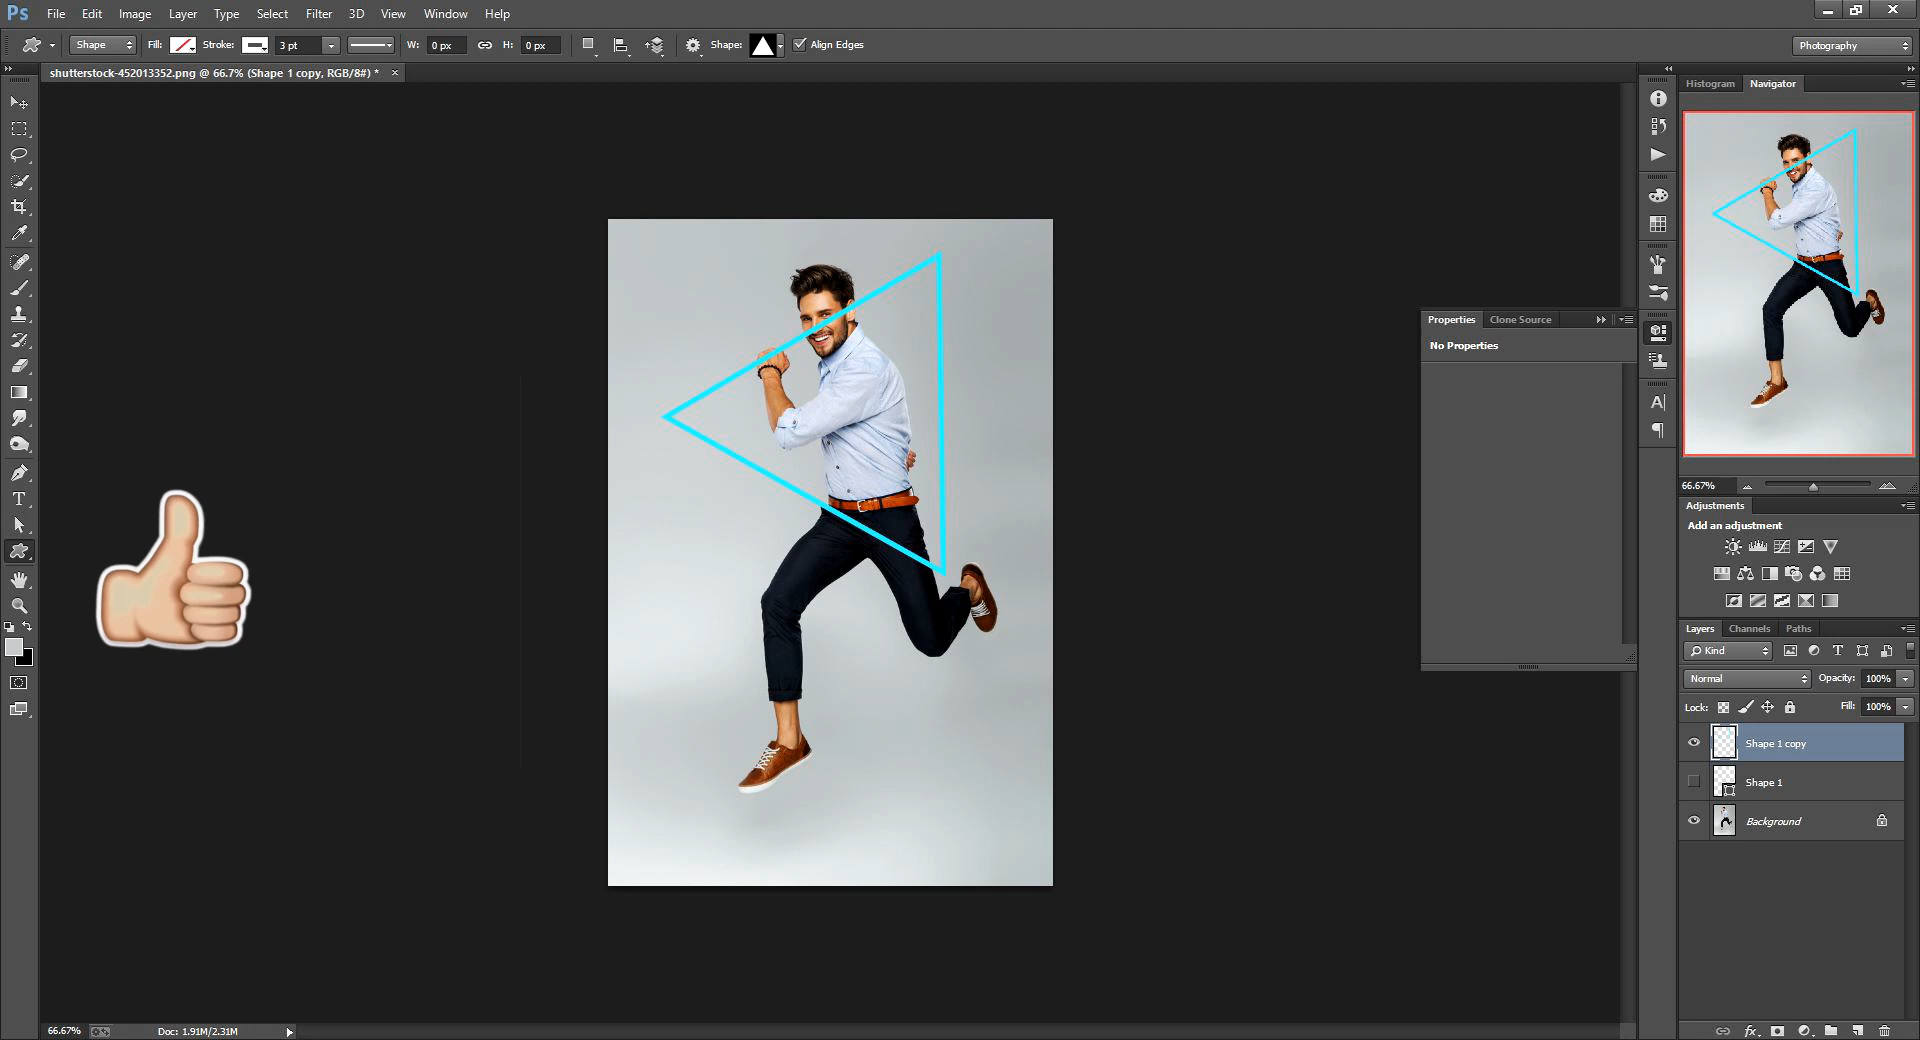 Ps File Edit Image Layer Type Select Filter 3D View Window Help
Shape Fill: Stroke: 3 pt W: 0 px H: 0 px Shape: Align Edges Photography
shutterstock-452013352.png @ 66.7% (Shape 1 copy, RGB/8#) * ×
Histogram Navigator
Properties Clone Source
No Properties
66.67%
Adjustments
Add an adjustment
Layers Channels Paths
Kind
Normal Opacity: 100%
Lock: Fill: 100%
Shape 1 copy
Shape 1
Background
66.67% Doc: 1.91M/2.31M